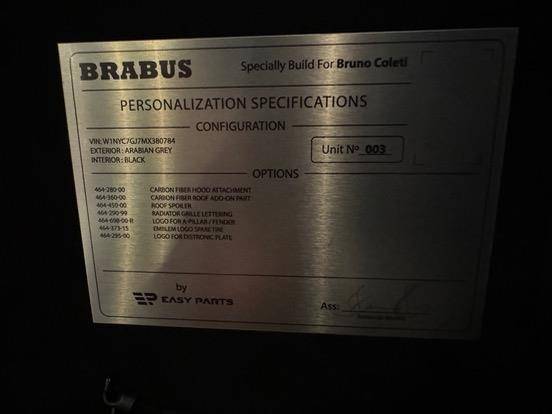 BRABUS Specially Build For Bruno Coleti
PERSONALIZATION SPECIFICATIONS
CONFIGURATION
VIN: W1NYC7GJ7MX380784
EXTERIOR : ARABIAN GREY
INTERIOR : BLACK
Unit Nº 003
OPTIONS
464-280-00 CARBON FIBER HOOD ATTACHMENT
464-360-00 CARBON FIBER ROOF ADD-ON PART
464-450-00 ROOF SPOILER
464-290-99 RADIATOR GRILLE LETTERING
464-698-00-R LOGO FOR A-PILLAR / FENDER
464-373-15 EMBLEM LOGO SPARE TIRE
464-295-00 LOGO FOR DISTRONIC PLATE
by
EASY PARTS
Ass: